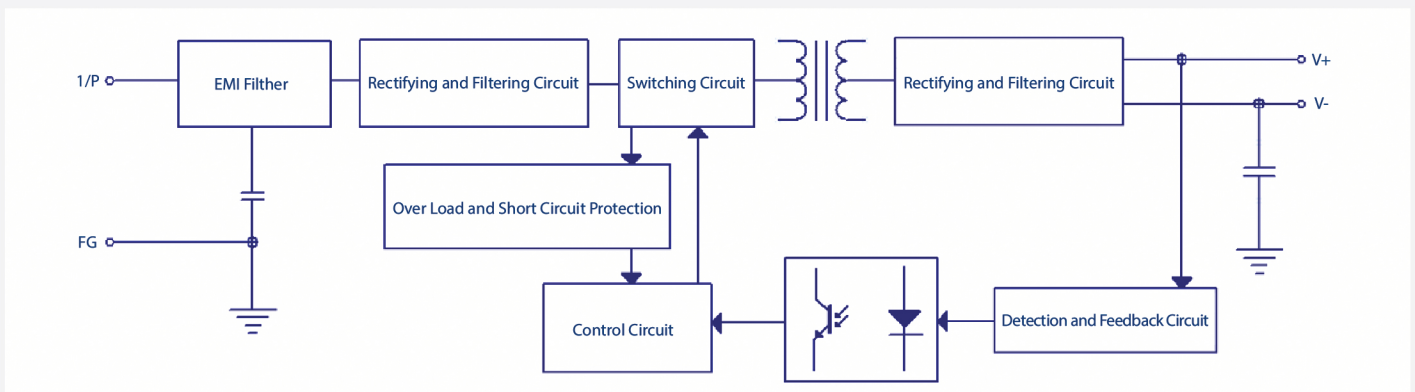 1/P
EMI Filther
Rectifying and Filtering Circuit
Switching Circuit
Rectifying and Filtering Circuit
V+
V-
Over Load and Short Circuit Protection
FG
Control Circuit
Detection and Feedback Circuit